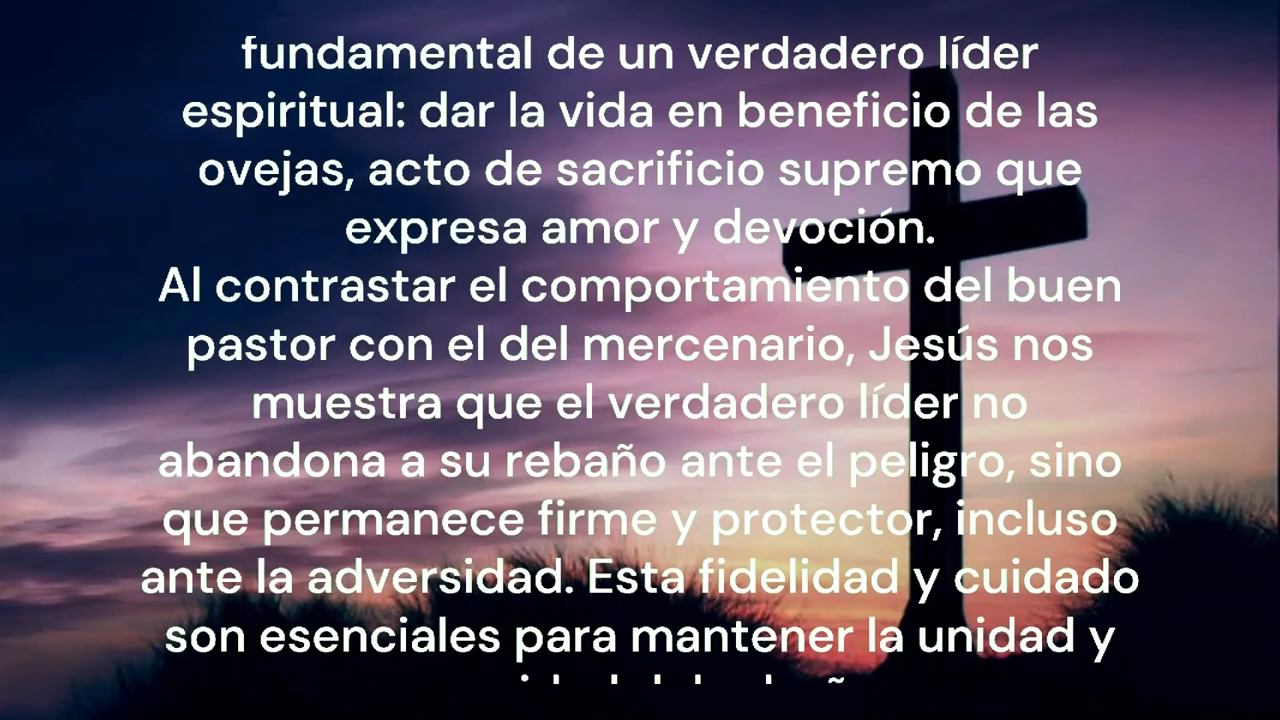 fundamental de un verdadero líder
espiritual: dar la vida en beneficio de las
ovejas, acto de sacrificio supremo que
expresa amor y devoción.
Al contrastar el comportamiento del buen
pastor con el del mercenario, Jesús nos
muestra que el verdadero líder no
abandona a su rebaño ante el peligro, sino
que permanece firme y protector, incluso
ante la adversidad. Esta fidelidad y cuidado
son esenciales para mantener la unidad y